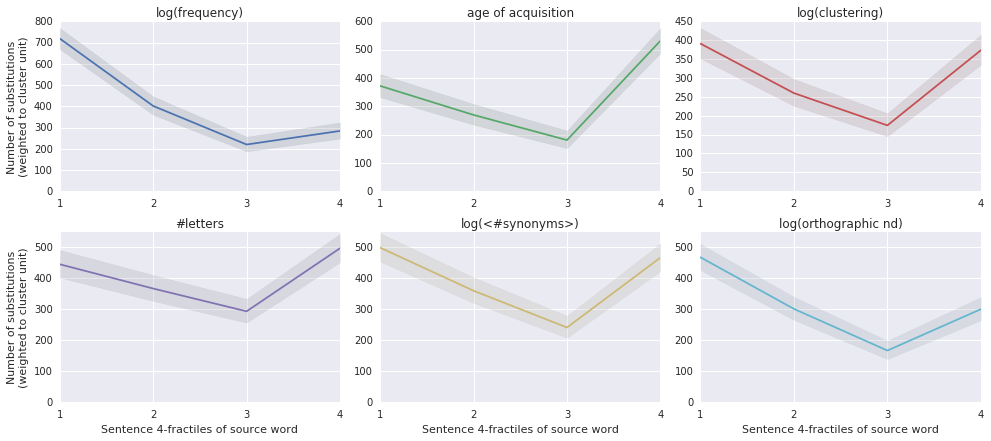 log(frequency)
Number of substitutions
(weighted to cluster unit)
800
700
600
500
400
300
200
100
0
1 2 3 4
age of acquisition
600
500
400
300
200
100
0
1 2 3 4
log(clustering)
450
400
350
300
250
200
150
100
50
0
1 2 3 4
#letters
Number of substitutions
(weighted to cluster unit)
500
400
300
200
100
0
1 2 3 4
Sentence 4-fractiles of source word
log(<#synonyms>)
500
400
300
200
100
0
1 2 3 4
Sentence 4-fractiles of source word
log(orthographic nd)
500
400
300
200
100
0
1 2 3 4
Sentence 4-fractiles of source word